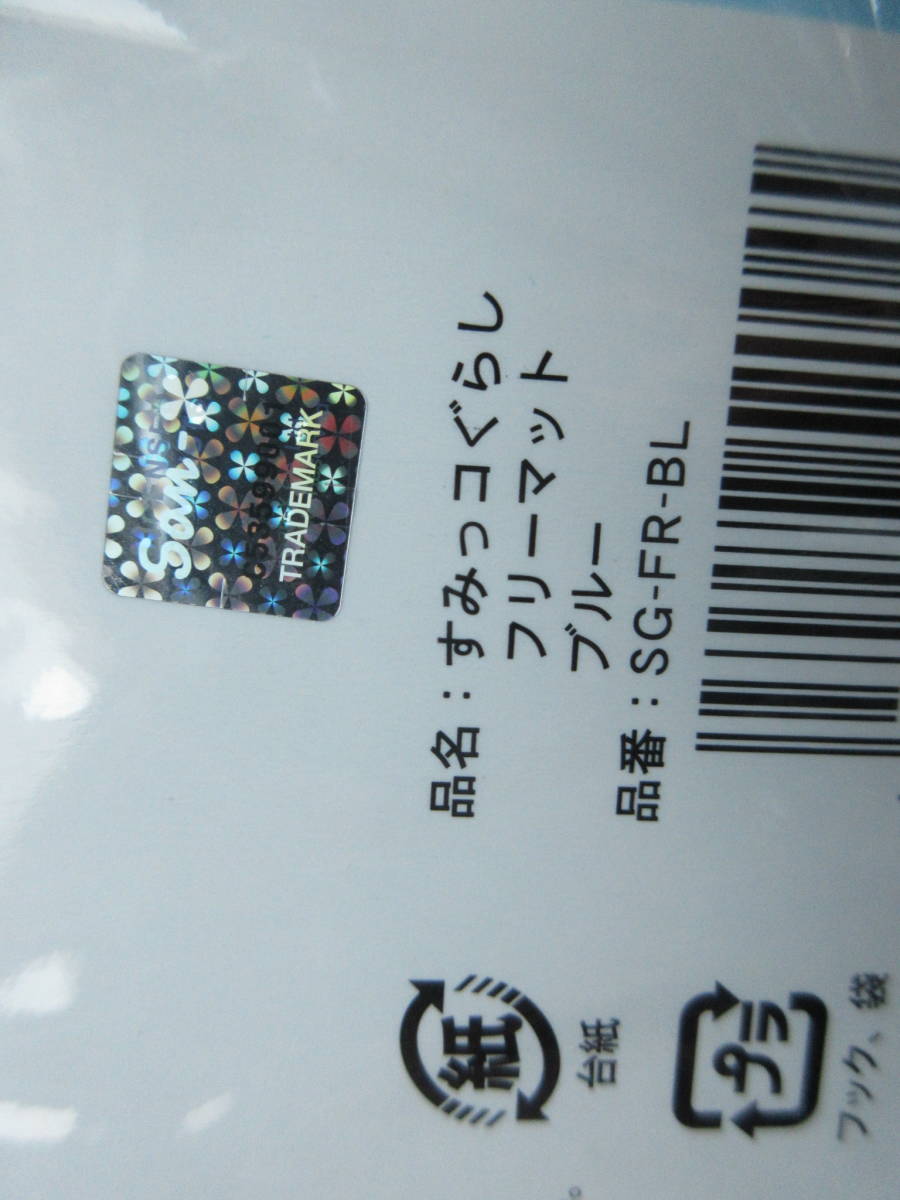 Sam-
TRADEMARK
品名：すみっコぐらし
フリーマット
ブルー
品番：SG-FR-BL
紙
台紙
プラ
フック、袋